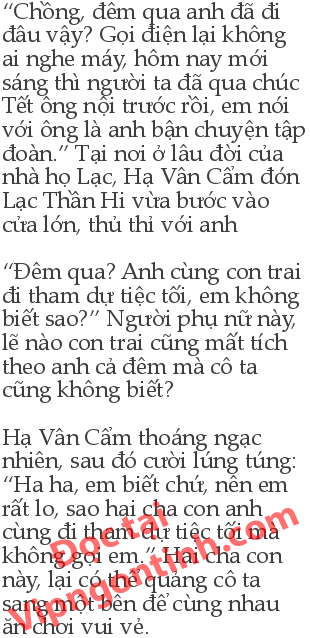 “Chồng, đêm qua anh đã đi
đâu vậy? Gọi điện lại không
ai nghe máy, hôm nay mới
sáng thì người ta đã qua chúc
Tết ông nội trước rồi, em nói
với ông là anh bận chuyện tập
đoàn.” Tại nơi ở lâu đời của
nhà họ Lạc, Hạ Vân Cẩm đón
Lạc Thần Hi vừa bước vào
cửa lớn, thủ thỉ với anh
“Đêm qua? Anh cùng con trai
đi tham dự tiệc tối, em không
biết sao?” Người phụ nữ này,
lẽ nào con trai cũng mất tích
theo anh cả đêm mà cô ta
cũng không biết?
Hạ Vân Cẩm thoáng ngạc
nhiên, sau đó cười lúng túng:
“Ha ha, em biết chứ, nên em
rất lo, sao hai cha con anh
cùng đi tham dự tiệc tối mà
không gọi em.” Hai cha con
này, lại có thể quăng cô ta
sang một bên để cùng nhau
ăn chơi vui vẻ.
Đọc tại
Vipngontinh.com